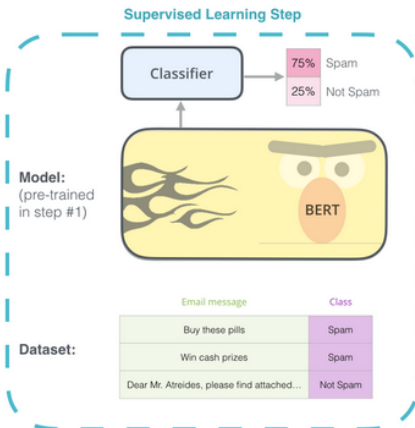 Supervised Learning Step
Classifier
75% Spam
25% Not Spam
Model:
(pre-trained
in step #1)
BERT
Email message Class
Dataset:
Buy these pills Spam
Win cash prizes Spam
Dear Mr. Atreides, please find attached... Not Spam